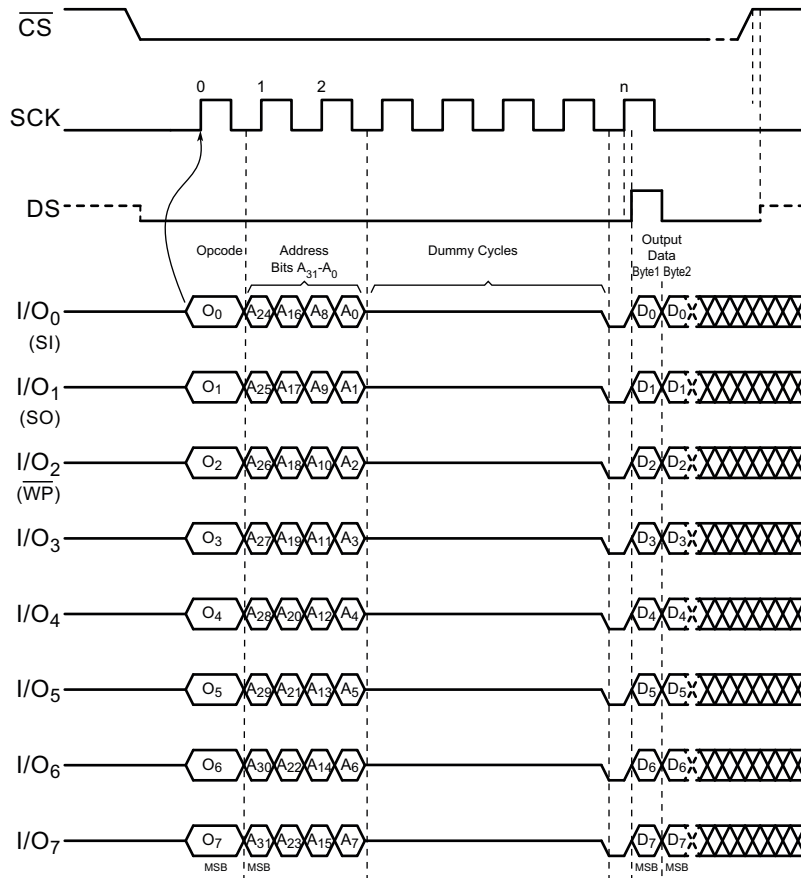 CS
0 1 2 n
SCK
DS
Opcode Address Dummy Cycles Output
Bits A31-A0 Data
Byte1 Byte2
I/O0 O0 A24 A16 A8 A0 D0 D0
(SI)
I/O1 O1 A25 A17 A9 A1 D1 D1
(SO)
I/O2 O2 A26 A18 A10 A2 D2 D2
(WP)
I/O3 O3 A27 A19 A11 A3 D3 D3
I/O4 O4 A28 A20 A12 A4 D4 D4
I/O5 O5 A29 A21 A13 A5 D5 D5
I/O6 O6 A30 A22 A14 A6 D6 D6
I/O7 O7 A31 A23 A15 A7 D7 D7
MSB MSB MSB MSB